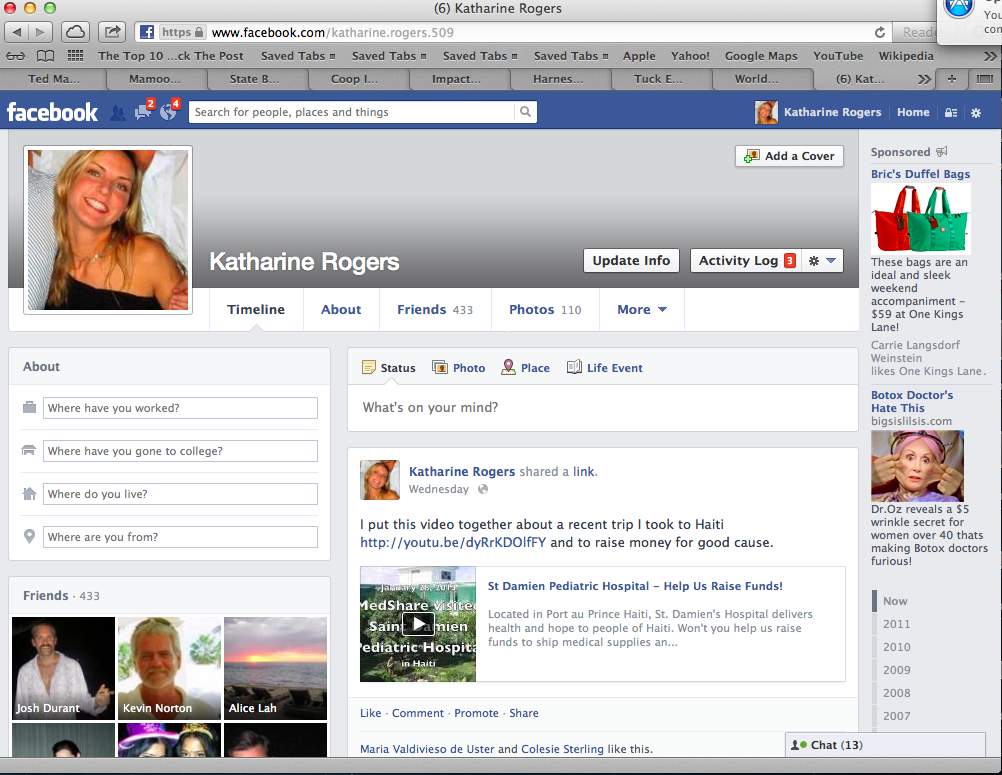 (6) Katharine Rogers
https www.facebook.com/katharine.rogers.509
Reade
You
con
The Top 10 ...ck The Post Saved Tabs Saved Tabs Saved Tabs Saved Tabs Apple Yahoo! Google Maps YouTube Wikipedia
Ted Ma... Mamoo... State B... Coop I... Impact... Harnes... Tuck E... World... (6) Kat...
facebook 2 4 Search for people, places and things Katharine Rogers Home
Add a Cover
Katharine Rogers
Update Info Activity Log 3
Timeline About Friends 433 Photos 110 More
About
Where have you worked?
Where have you gone to college?
Where do you live?
Where are you from?
Friends · 433
Josh Durant Kevin Norton Alice Lah
Status Photo Place Life Event
What's on your mind?
Katharine Rogers shared a link.
Wednesday
I put this video together about a recent trip I took to Haiti
http://youtu.be/dyRrKDOlfFY and to raise money for good cause.
January 26, 2013
MedShare visited
Saint Damien
Pediatric Hospita
in Haiti
St Damien Pediatric Hospital – Help Us Raise Funds!
Located in Port au Prince Haiti, St. Damien's Hospital delivers
health and hope to people of Haiti. Won't you help us raise
funds to ship medical supplies an...
Like · Comment · Promote · Share
Maria Valdivieso de Uster and Colesie Sterling like this.
Sponsored
Bric's Duffel Bags
These bags are an
ideal and sleek
weekend
accompaniment –
$59 at One Kings
Lane!
Carrie Langsdorf
Weinstein
likes One Kings Lane.
Botox Doctor's
Hate This
bigsislilsis.com
Dr.Oz reveals a $5
wrinkle secret for
women over 40 thats
making Botox doctors
furious!
Now
2011
2010
2009
2008
2007
Chat (13)